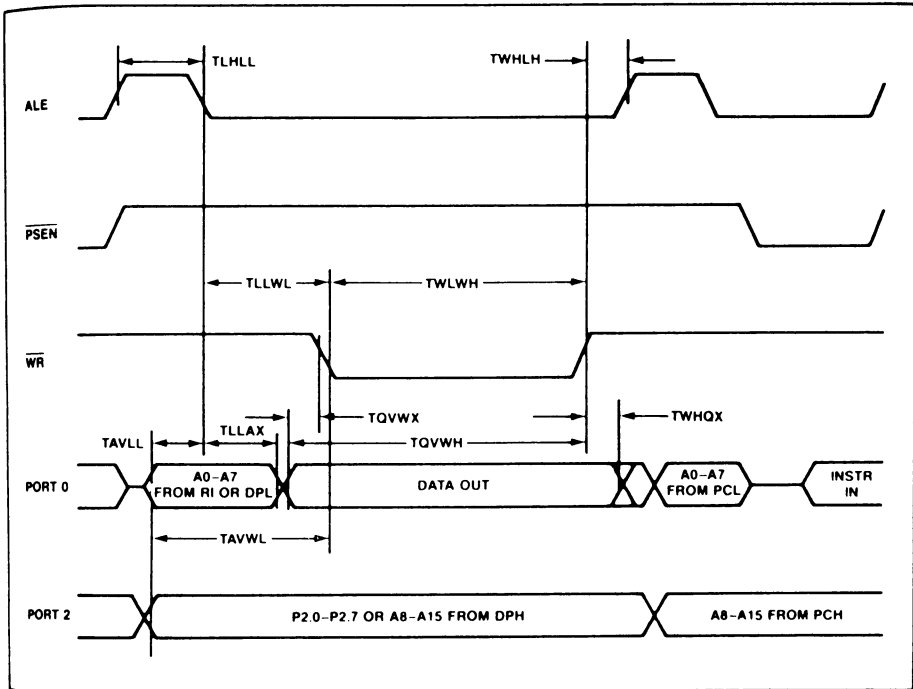 TLHLL
TWHLH
ALE
PSEN
TLLWL
TWLWH
WR
TQVWX
TWHQX
TAVLL
TLLAX
TQVWH
PORT 0
A0–A7
FROM RI OR DPL
DATA OUT
A0–A7
FROM PCL
INSTR
IN
TAVWL
PORT 2
P2.0–P2.7 OR A8–A15 FROM DPH
A8–A15 FROM PCH